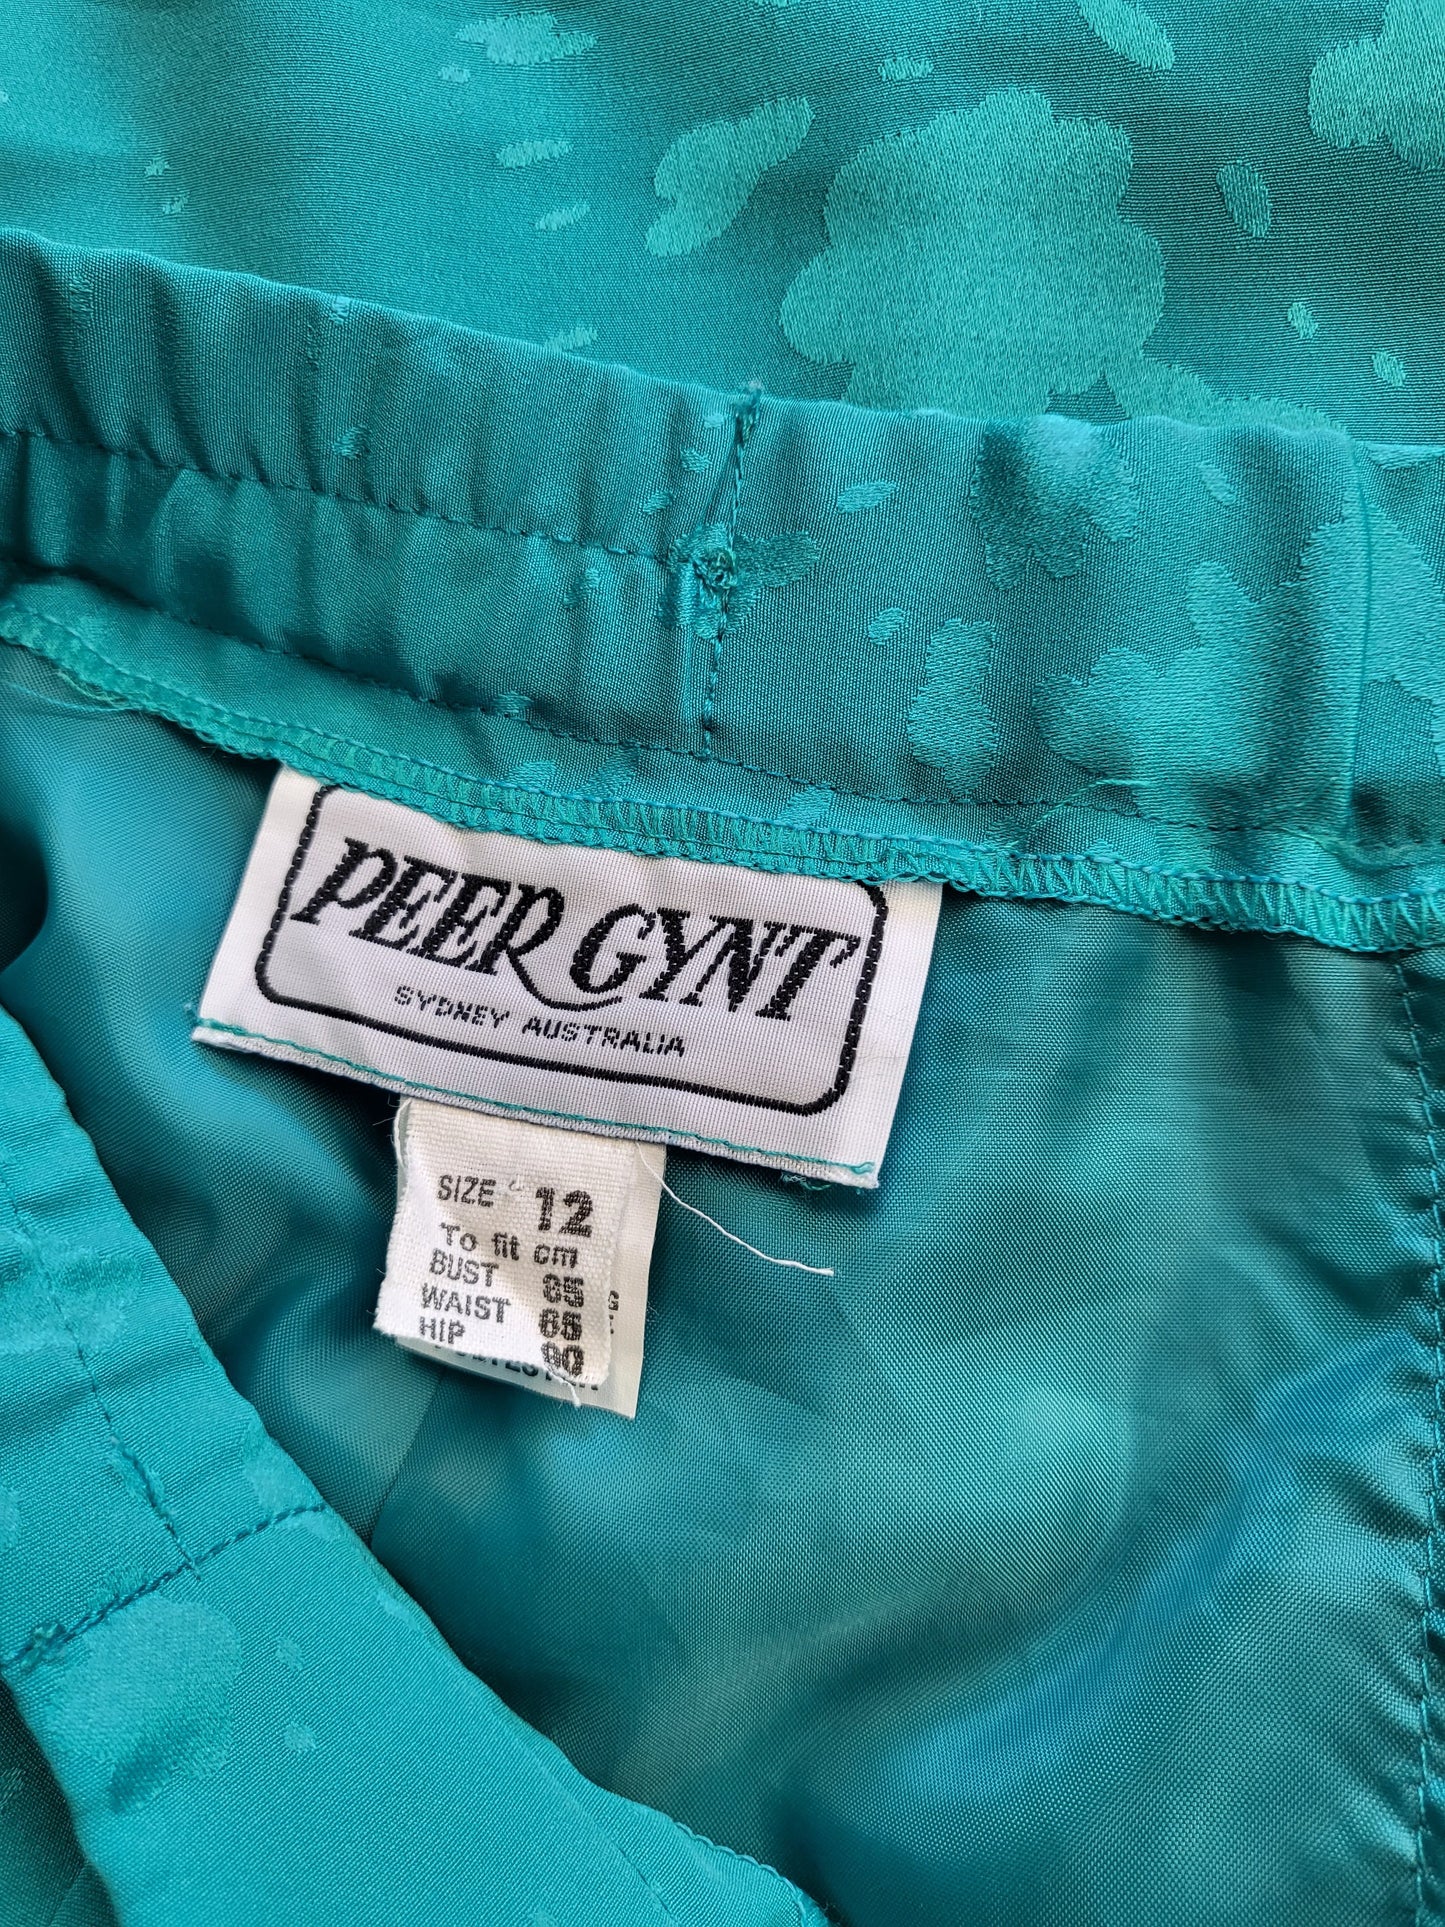 PEER GYNT
SYDNEY AUSTRALIA
SIZE 12
To fit cm
BUST 85
WAIST 65
HIP 90